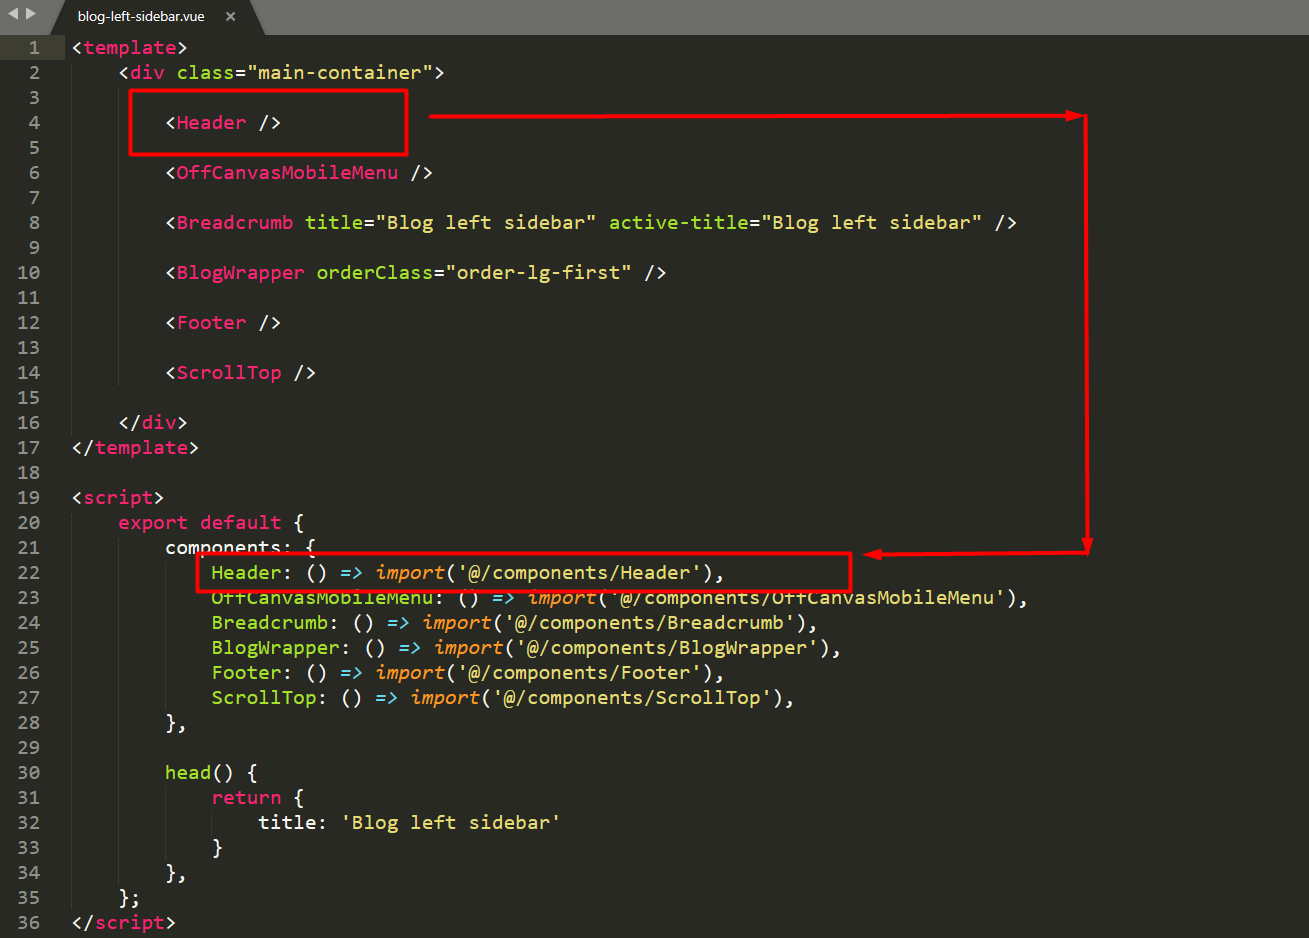 blog-left-sidebar.vue ×
1 <template>
2 <div class="main-container">
3
4 <Header />
5
6 <OffCanvasMobileMenu />
7
8 <Breadcrumb title="Blog left sidebar" active-title="Blog left sidebar" />
9
10 <BlogWrapper orderClass="order-lg-first" />
11
12 <Footer />
13
14 <ScrollTop />
15
16 </div>
17 </template>
18
19 <script>
20 export default {
21 components: {
22 Header: () => import('@/components/Header'),
23 OffCanvasMobileMenu: () => import('@/components/OffCanvasMobileMenu'),
24 Breadcrumb: () => import('@/components/Breadcrumb'),
25 BlogWrapper: () => import('@/components/BlogWrapper'),
26 Footer: () => import('@/components/Footer'),
27 ScrollTop: () => import('@/components/ScrollTop'),
28 },
29
30 head() {
31 return {
32 title: 'Blog left sidebar'
33 }
34 },
35 };
36 </script>